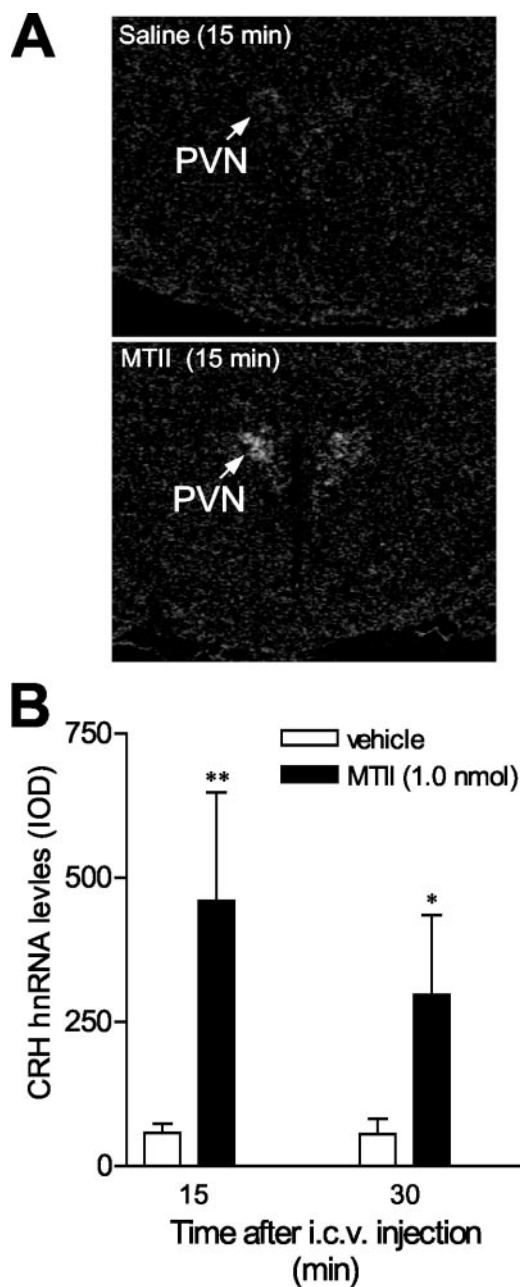 A
Saline (15 min)
PVN
MTII (15 min)
PVN
B
750
500
250
0
CRH hnRNA levles (IOD)
vehicle
MTII (1.0 nmol)
**
*
15
30
Time after i.c.v. injection
(min)